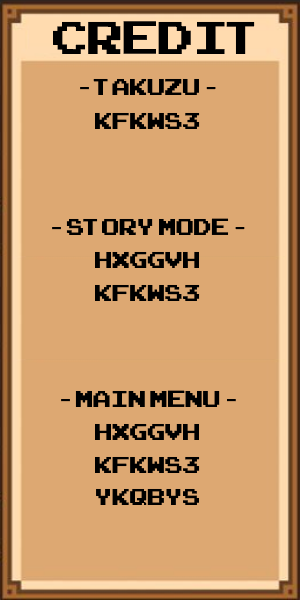 CREDIT
-TAKUZU-
KFKWS3
-STORY MODE-
HXGGVH
KFKWS3
-MAIN MENU-
HXGGVH
KFKWS3
YKQBYS